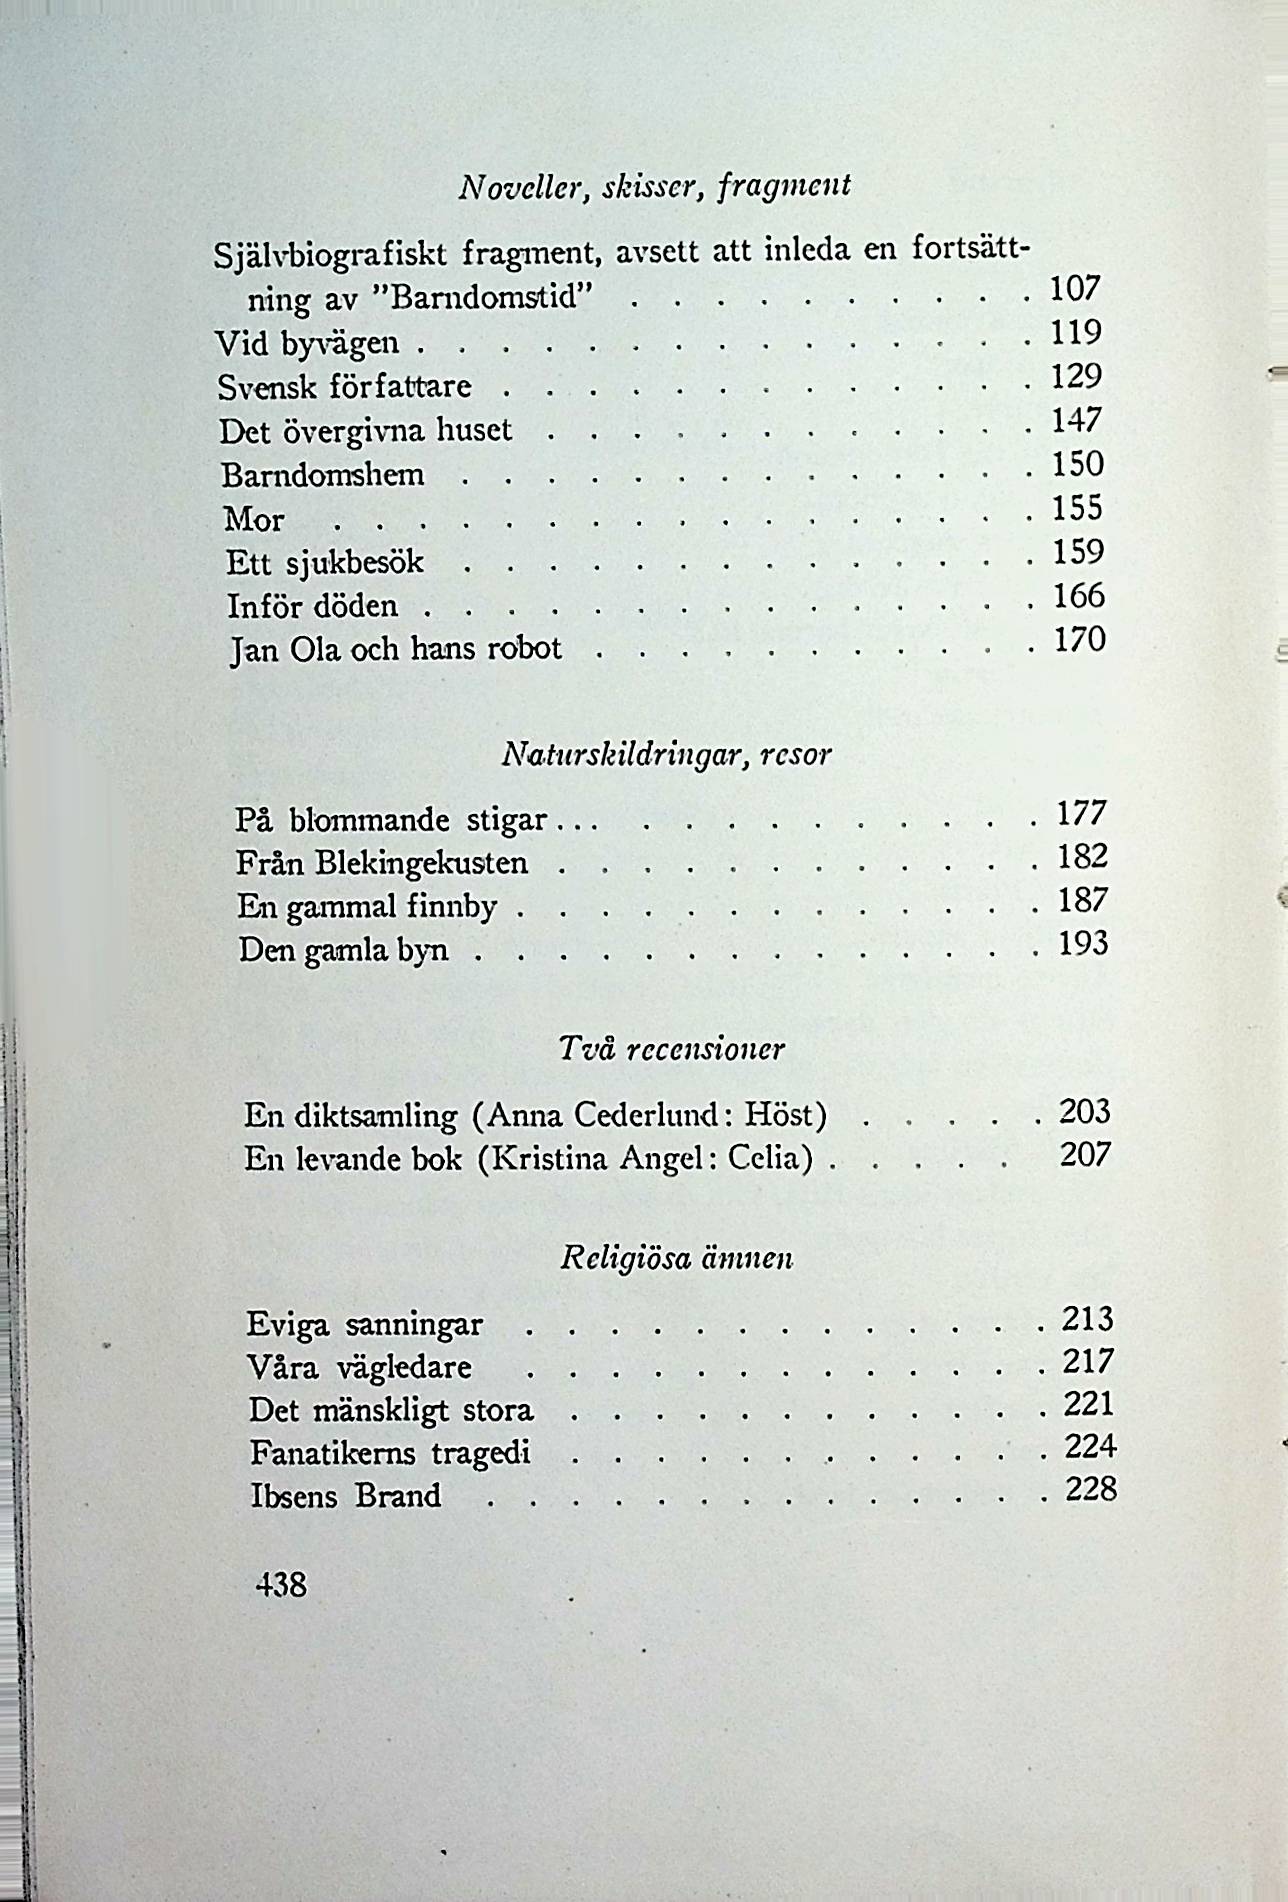 Noveller, skisser, fragment
Självbiografiskt fragment, avsett att inleda en fortsätt-
ning av ”Barndomstid” . . . . . . . . . . 107
Vid byvägen . . . . . . . . . . . . . . . 119
Svensk författare . . . . . . . . . . . . . 129
Det övergivna huset . . . . . . . . . . . . 147
Barndomshem . . . . . . . . . . . . . . 150
Mor . . . . . . . . . . . . . . . . . 155
Ett sjukbesök . . . . . . . . . . . . . . 159
Inför döden . . . . . . . . . . . . . . . 166
Jan Ola och hans robot . . . . . . . . . . . 170
Naturskildringar, resor
På blommande stigar... . . . . . . . . . . 177
Från Blekingekusten . . . . . . . . . . . . 182
En gammal finnby . . . . . . . . . . . . . 187
Den gamla byn . . . . . . . . . . . . . . 193
Två recensioner
En diktsamling (Anna Cederlund: Höst) . . . . . 203
En levande bok (Kristina Angel: Celia) . . . . . 207
Religiösa ämnen
Eviga sanningar . . . . . . . . . . . . . 213
Våra vägledare . . . . . . . . . . . . . 217
Det mänskligt stora . . . . . . . . . . . . 221
Fanatikerns tragedi . . . . . . . . . . . . 224
Ibsens Brand . . . . . . . . . . . . . . 228
438